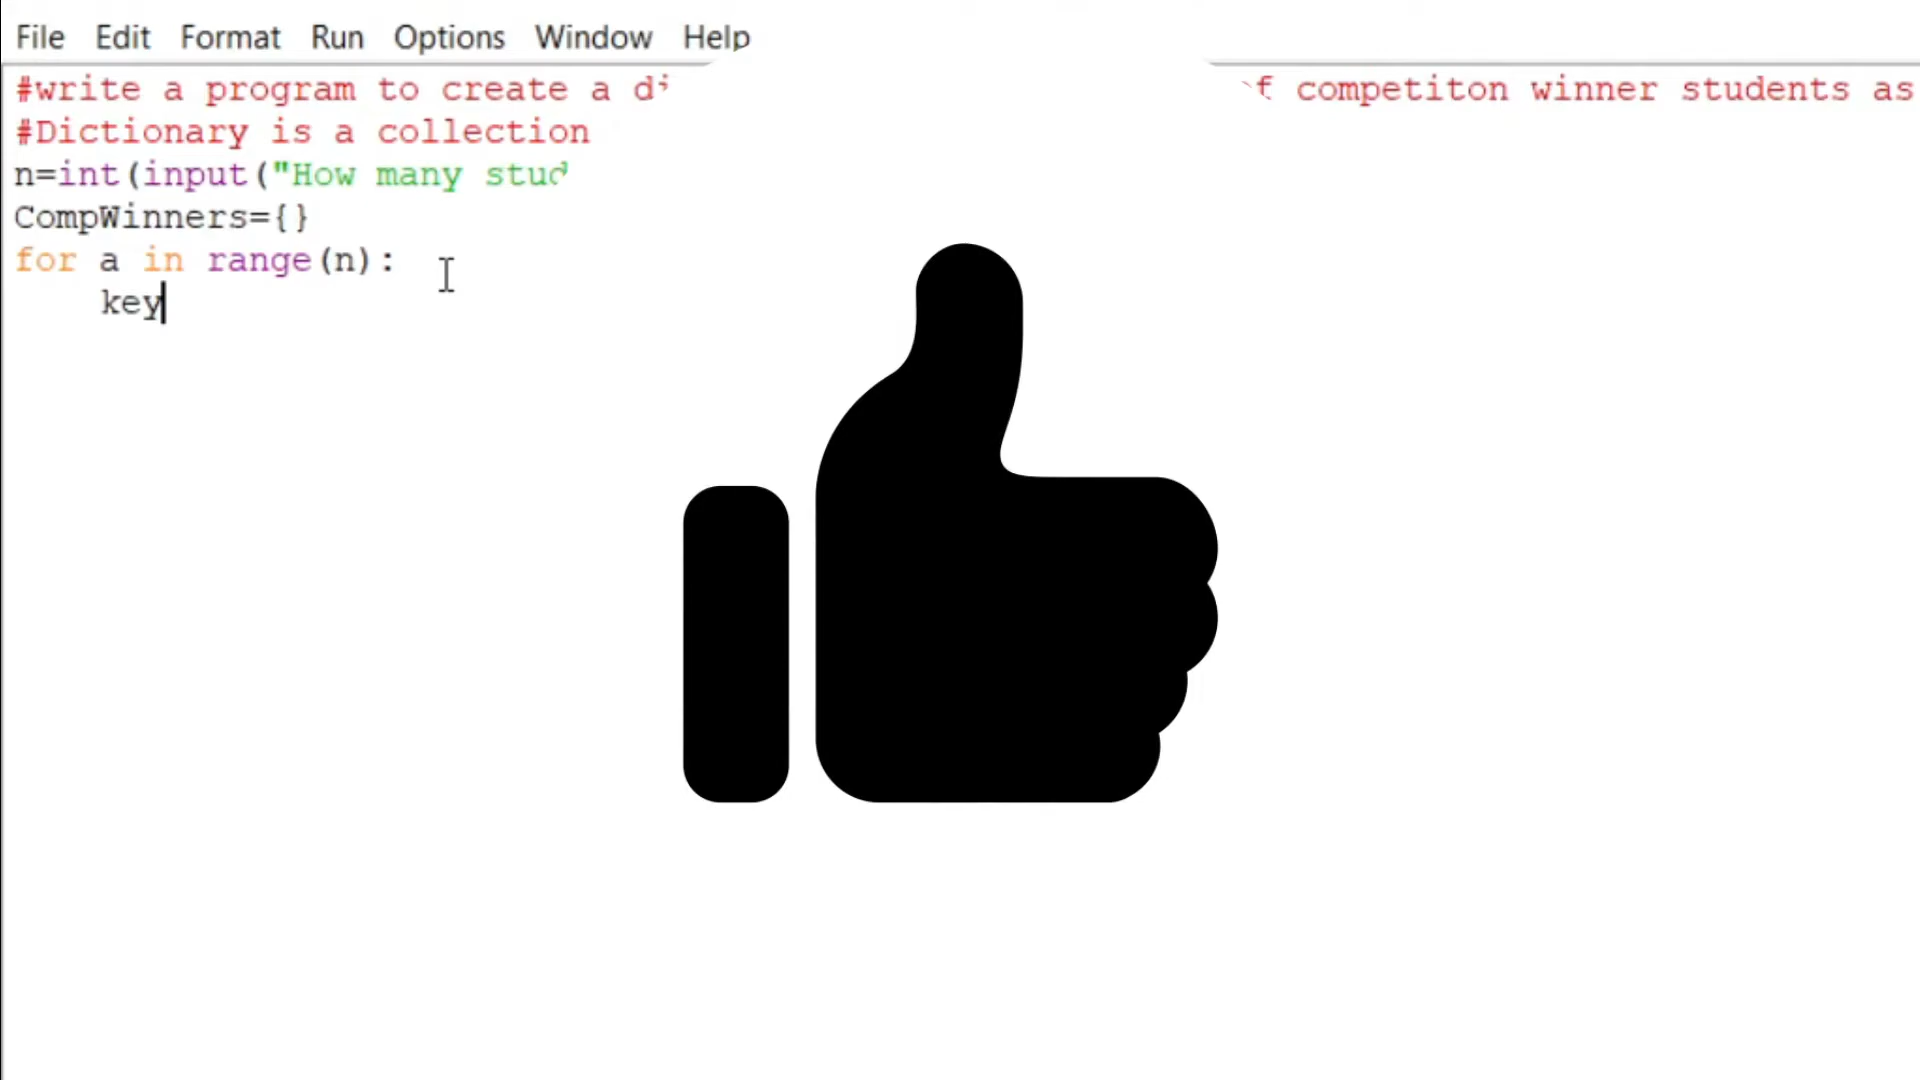 File Edit Format Run Options Window Help
#write a program to create a competiton winner students as
#Dictionary is a collection
n=int(input("How many
CompWinners={}
for a in range(n):
key